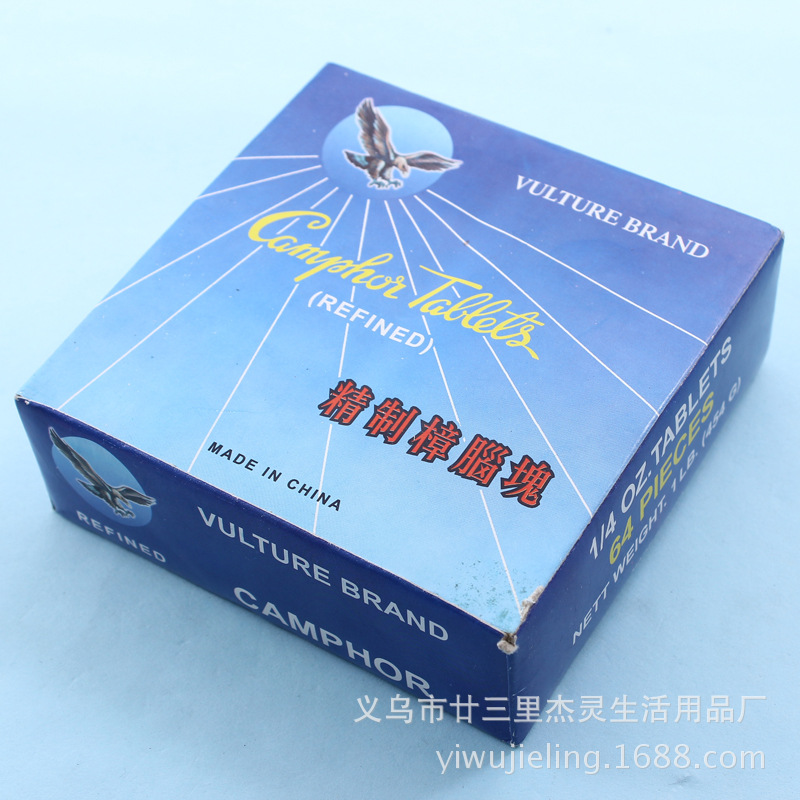 VULTURE BRAND
Camphor Tablets
(REFINED)
精制樟腦塊
MADE IN CHINA
REFINED
VULTURE BRAND
CAMPHOR
1/4 OZ.TABLETS
64 PIECES
NETT WEIGHT. 1 LB. (454 G)
义乌市廿三里杰灵生活用品厂
yiwujieling.1688.com